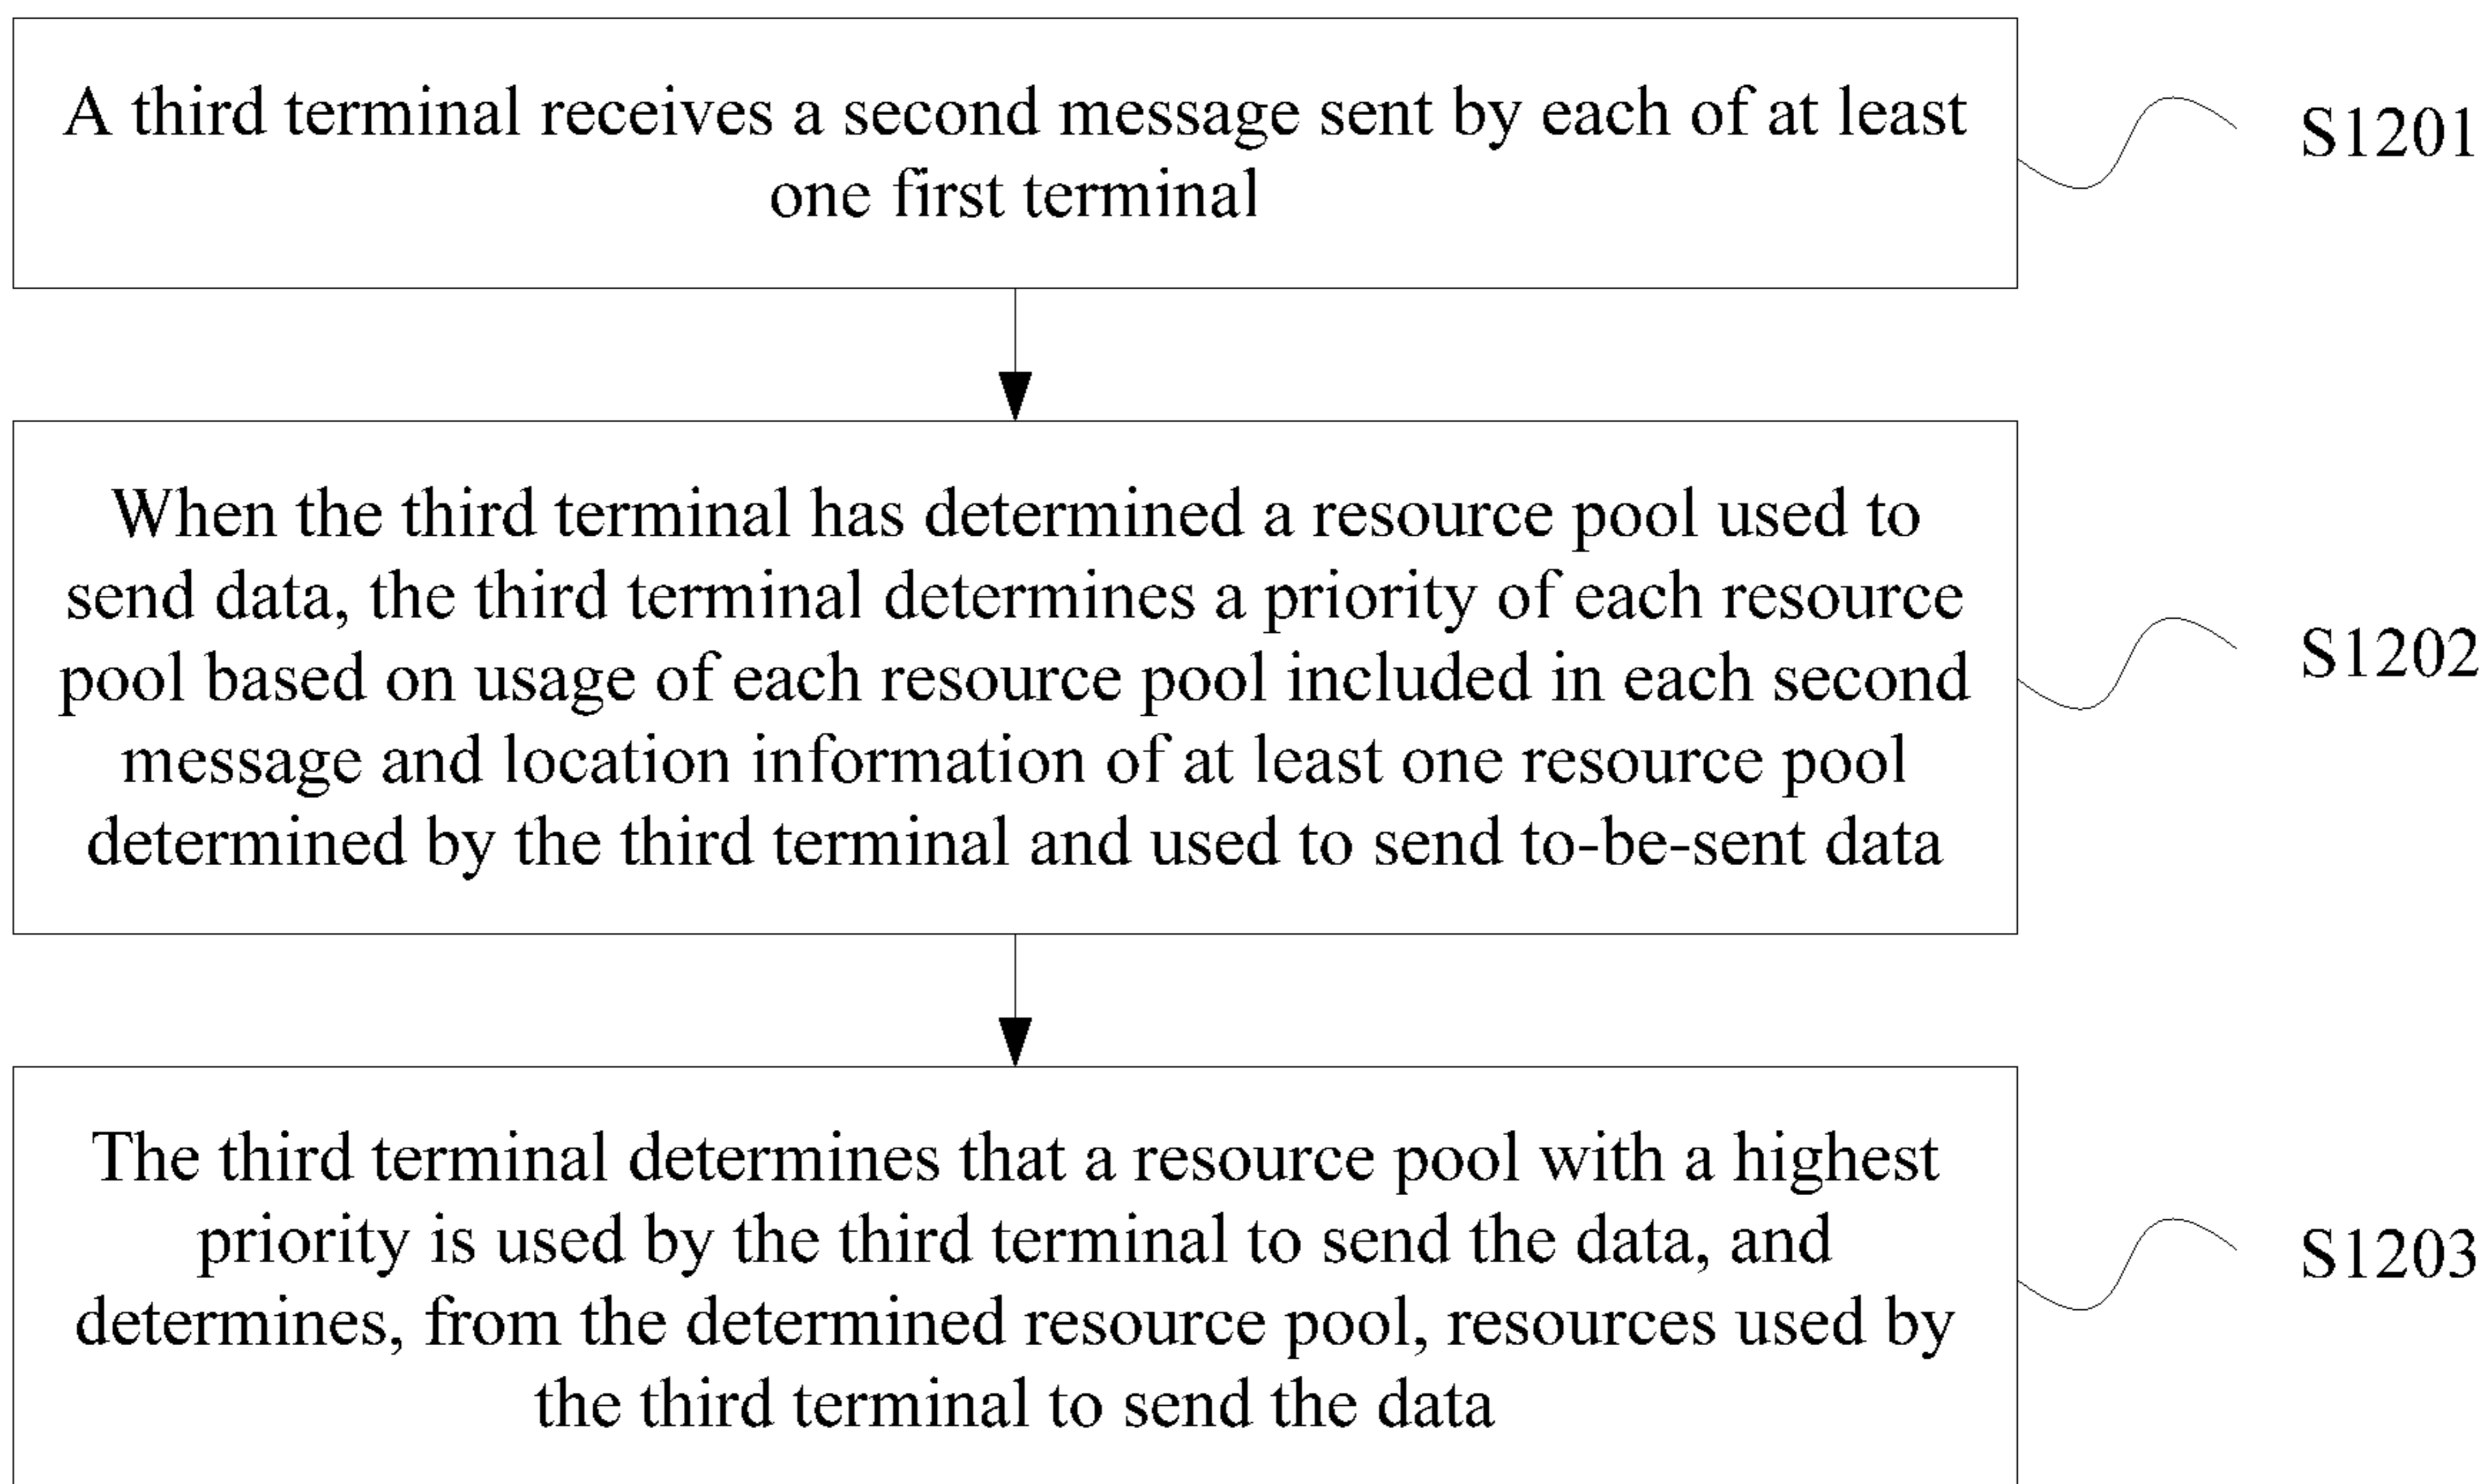 A third terminal receives a second message sent by each of at least
one first terminal
S1201
When the third terminal has determined a resource pool used to
send data, the third terminal determines a priority of each resource
pool based on usage of each resource pool included in each second
message and location information of at least one resource pool
determined by the third terminal and used to send to-be-sent data
S1202
The third terminal determines that a resource pool with a highest
priority is used by the third terminal to send the data, and
determines, from the determined resource pool, resources used by
the third terminal to send the data
S1203